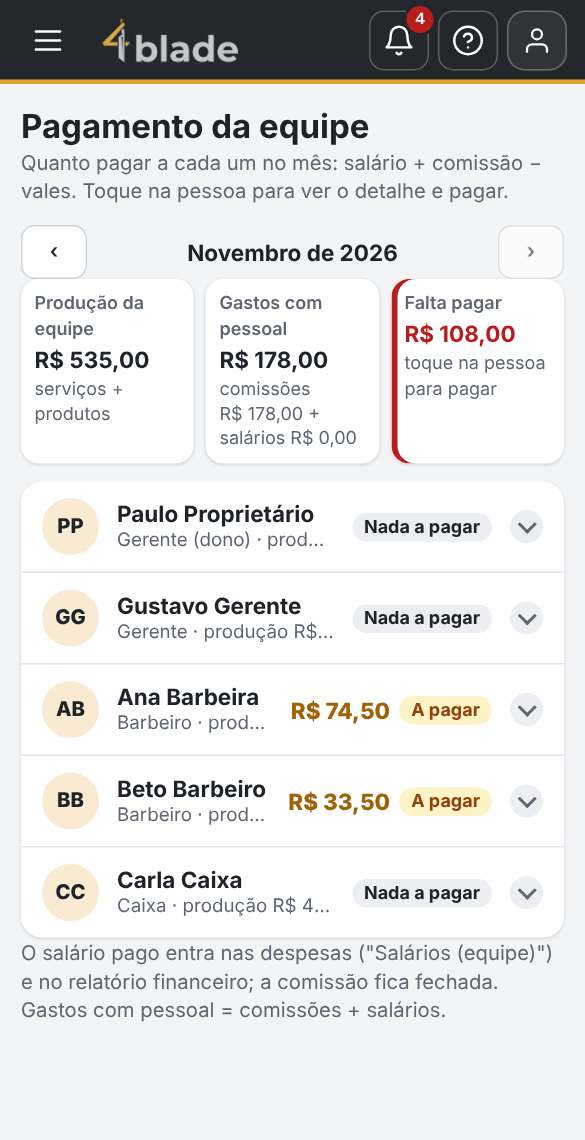 4blade
4
Pagamento da equipe
Quanto pagar a cada um no mês: salário + comissão −
vales. Toque na pessoa para ver o detalhe e pagar.
‹
Novembro de 2026
›
Produção da
equipe
R$ 535,00
serviços +
produtos
Gastos com
pessoal
R$ 178,00
comissões
R$ 178,00 +
salários R$ 0,00
Falta pagar
R$ 108,00
toque na pessoa
para pagar
PP
Paulo Proprietário
Gerente (dono) · prod...
Nada a pagar
GG
Gustavo Gerente
Gerente · produção R$...
Nada a pagar
AB
Ana Barbeira
Barbeiro · prod...
R$ 74,50
A pagar
BB
Beto Barbeiro
Barbeiro · prod...
R$ 33,50
A pagar
CC
Carla Caixa
Caixa · produção R$ 4...
Nada a pagar
O salário pago entra nas despesas ("Salários (equipe)")
e no relatório financeiro; a comissão fica fechada.
Gastos com pessoal = comissões + salários.